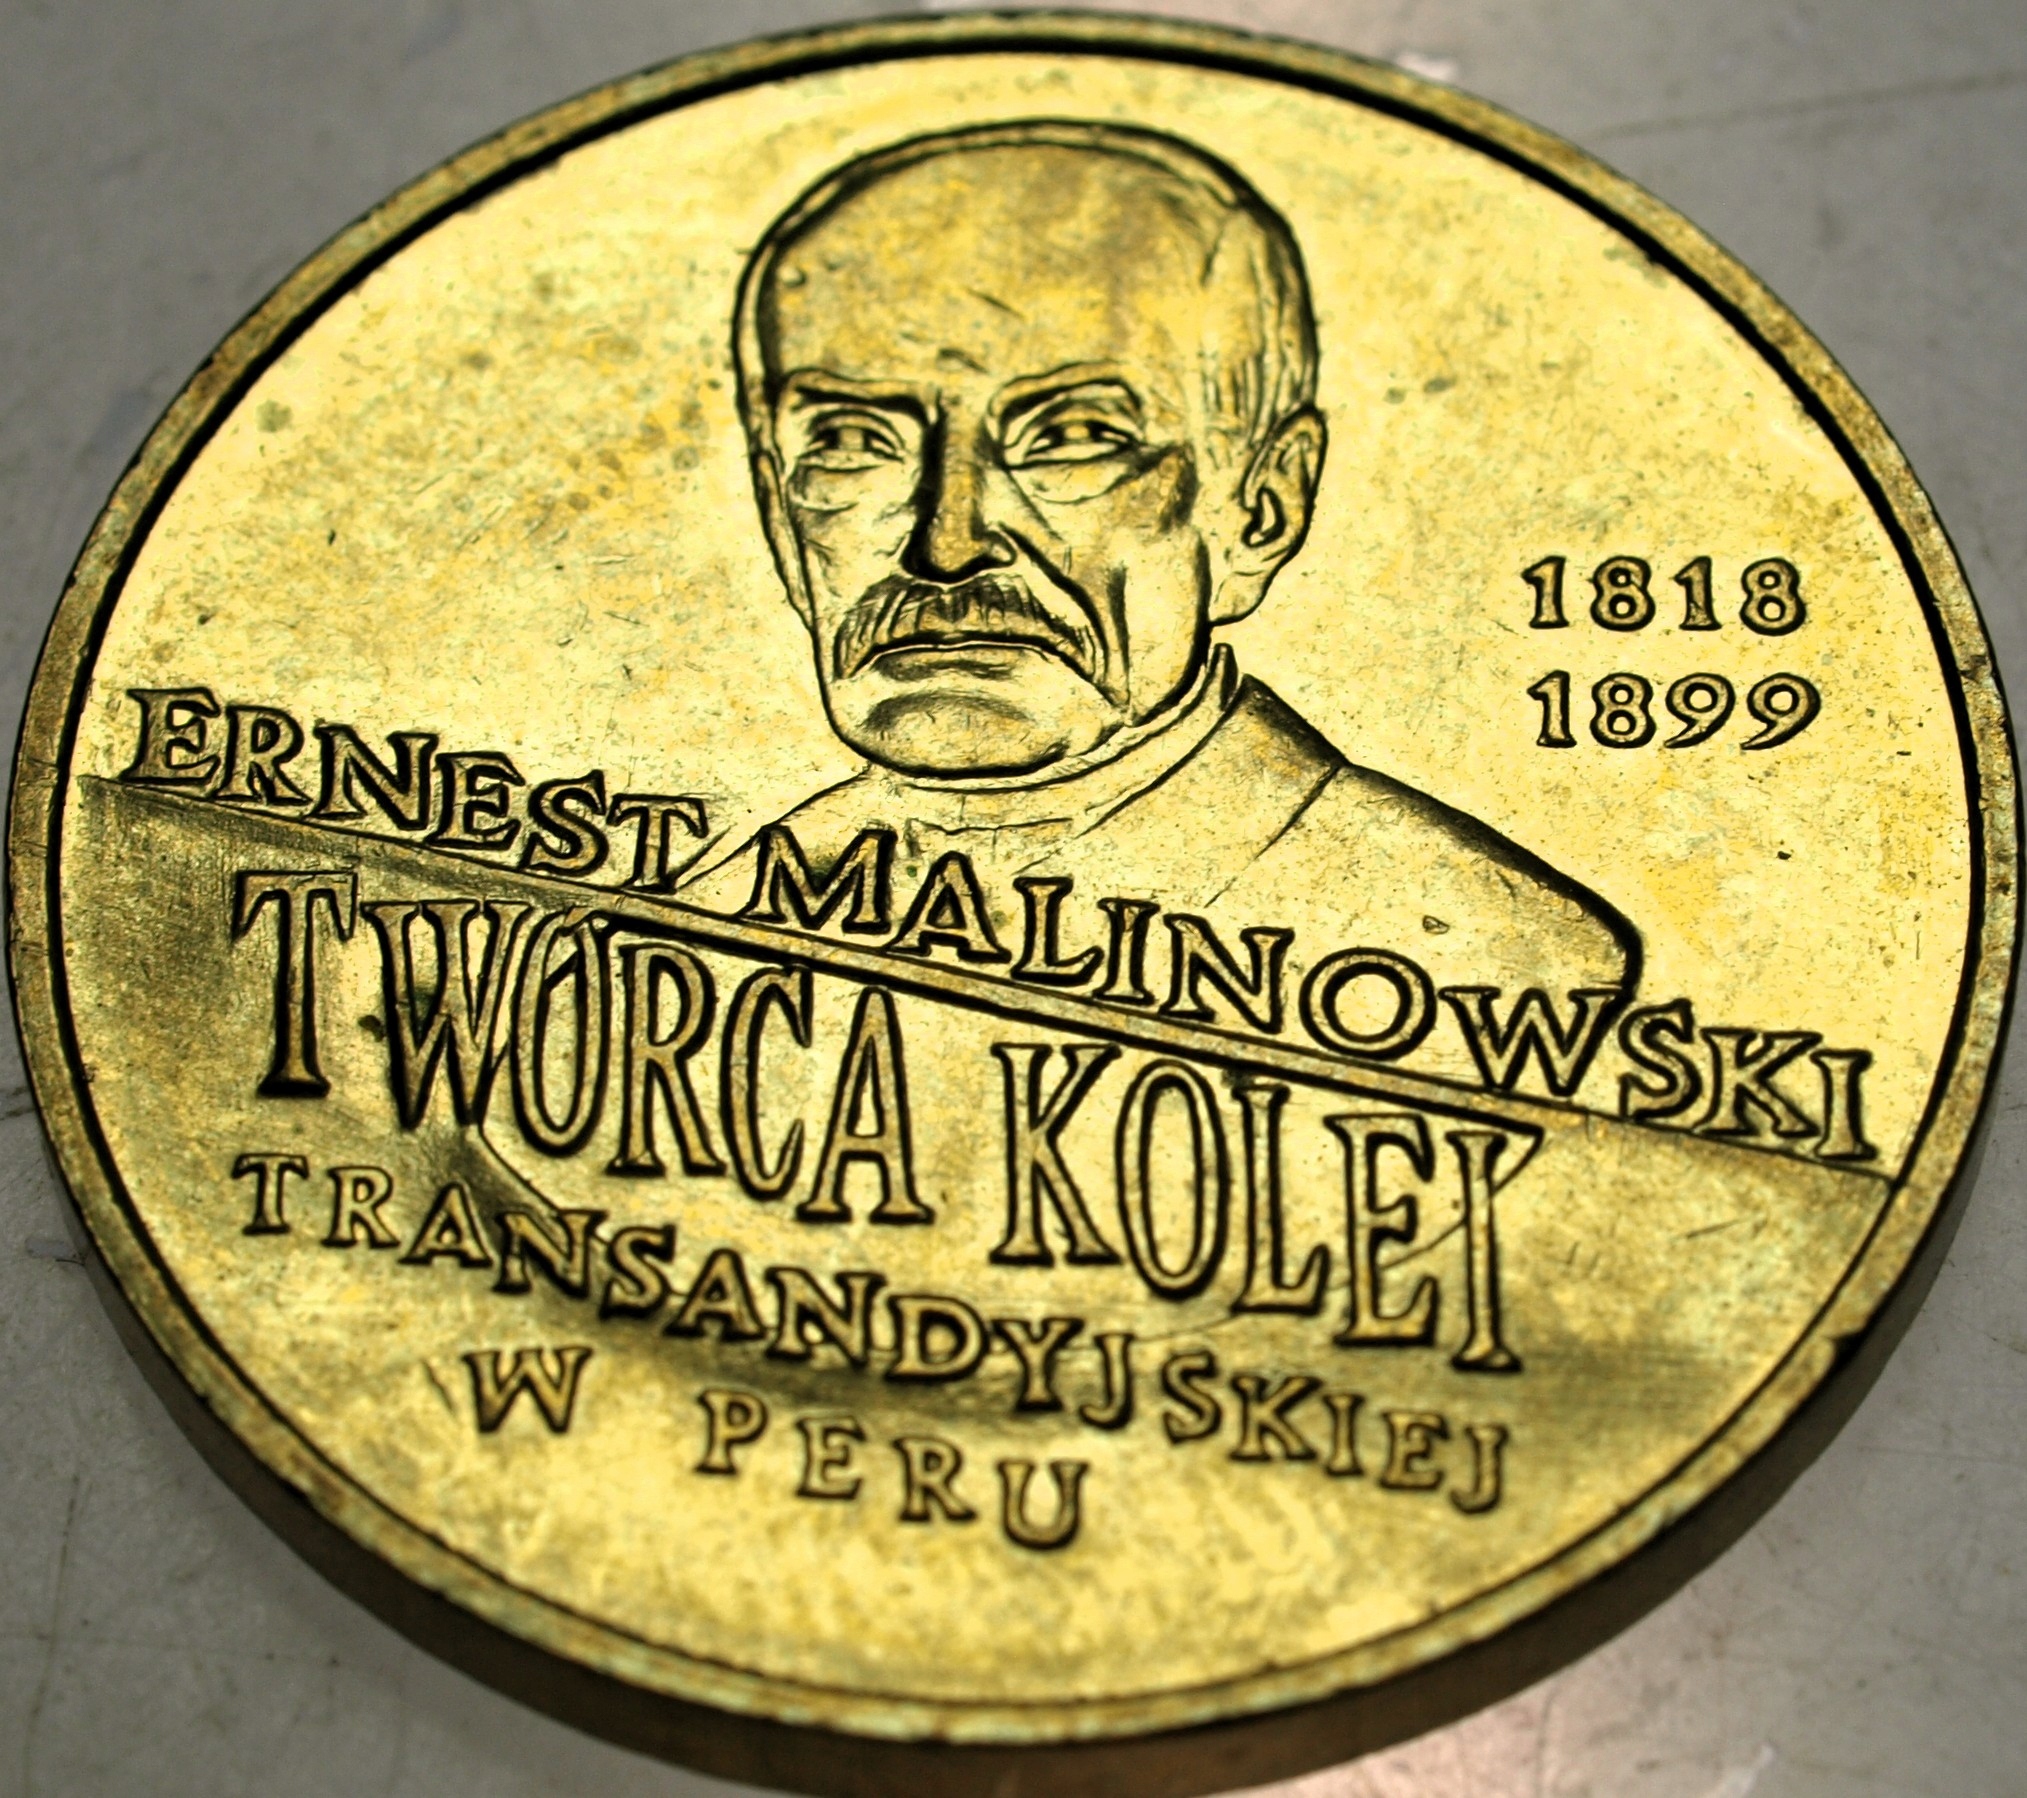 1818
1899
ERNEST MALINOWSKI
TWÓRCA KOLEI
TRANSANDYJSKIEJ
W PERU